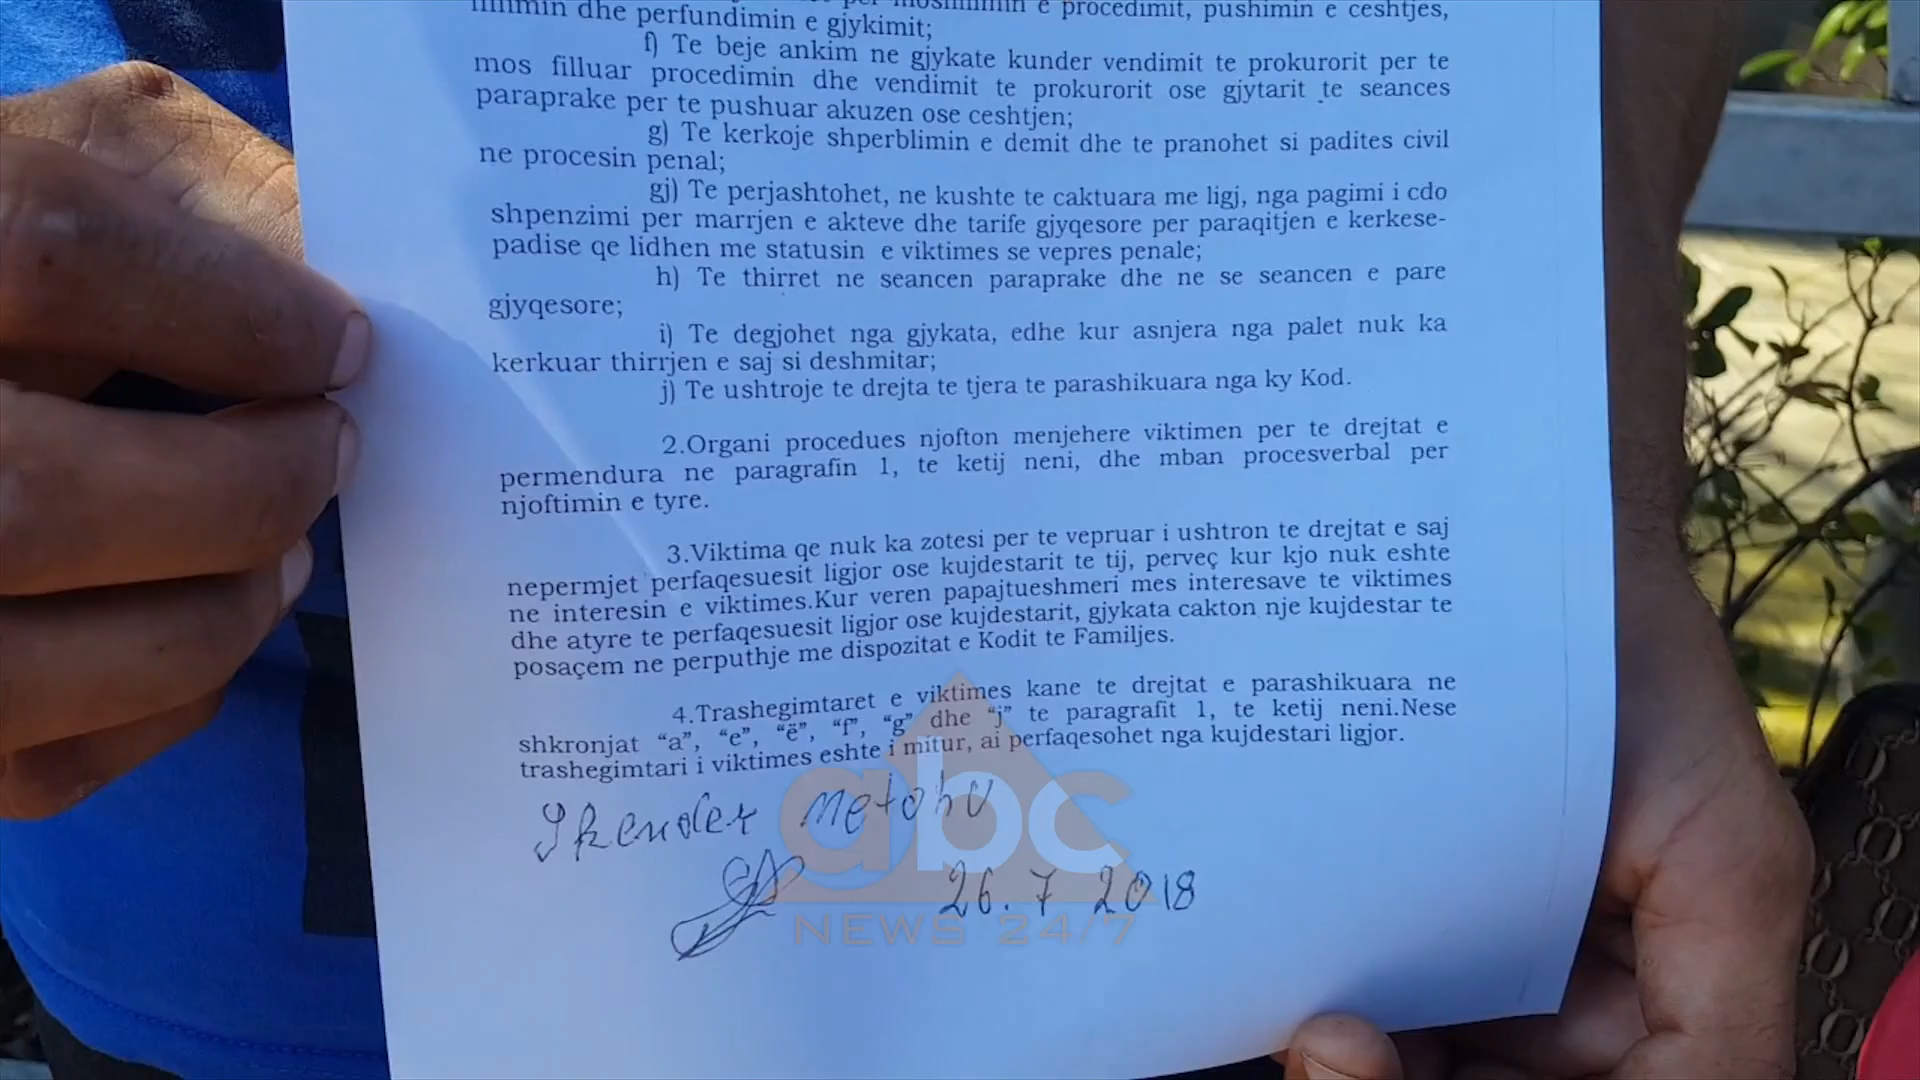 dhe perfundimin e gjykimit; e procedimit, pushimin e ceshtjes,
f) Te beje ankim ne gjykate kunder vendimit te prokurorit per te
mos filluar procedimin dhe vendimit te prokurorit ose gjytarit te seances
paraprake per te pushuar akuzen ose ceshtjen;
g) Te kerkoje shperblimin e demit dhe te pranohet si padites civil
ne procesin penal;
gj) Te perjashtohet, ne kushte te caktuara me ligj, nga pagimi i cdo
shpenzimi per marrjen e akteve dhe tarife gjyqesore per paraqitjen e kerkese-
padise qe lidhen me statusin e viktimes se vepres penale;
h) Te thirret ne seancen paraprake dhe ne se seancen e pare
gjyqesore;
i) Te degjohet nga gjykata, edhe kur asnjera nga palet nuk ka
kerkuar thirrjen e saj si deshmitar;
j) Te ushtroje te drejta te tjera te parashikuara nga ky Kod.
2.Organi procedues njofton menjehere viktimen per te drejtat e
permendura ne paragrafin 1, te ketij neni, dhe mban procesverbal per
njoftimin e tyre.
3.Viktima qe nuk ka zotesi per te vepruar i ushtron te drejtat e saj
nepermjet perfaqesuesit ligjor ose kujdestarit te tij, perveç kur kjo nuk eshte
ne interesin e viktimes.Kur veren papajtueshmeri mes interesave te viktimes
dhe atyre te perfaqesuesit ligjor ose kujdestarit, gjykata cakton nje kujdestar te
posaçem ne perputhje me dispozitat e Kodit te Familjes.
4.Trashegimtaret e viktimes kane te drejtat e parashikuara ne
shkronjat “a”, “e”, “ë”, “f”, “g” dhe “j” te paragrafit 1, te ketij neni.Nese
trashegimtari i viktimes eshte i mitur, ai perfaqesohet nga kujdestari ligjor.
Skender metohu
26.7 2018
abc
NEWS 24/7